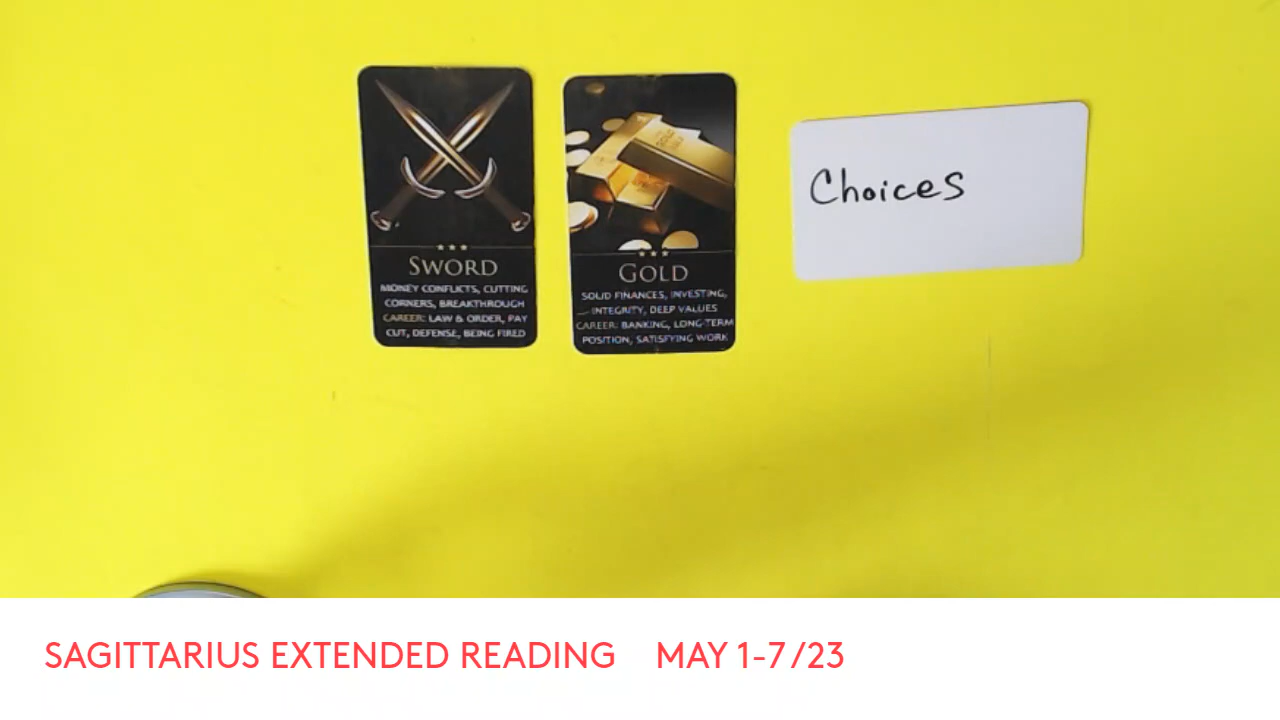 SWORD
MONEY CONFLICTS, CUTTING
CORNERS, BREAKTHROUGH
CAREER: LAW & ORDER, PAY
CUT, DEFENSE, BEING FIRED
GOLD
SOLID FINANCES, INVESTING,
INTEGRITY, DEEP VALUES
CAREER: BANKING, LONG-TERM
POSITION, SATISFYING WORK
Choices
SAGITTARIUS EXTENDED READING MAY 1-7/23